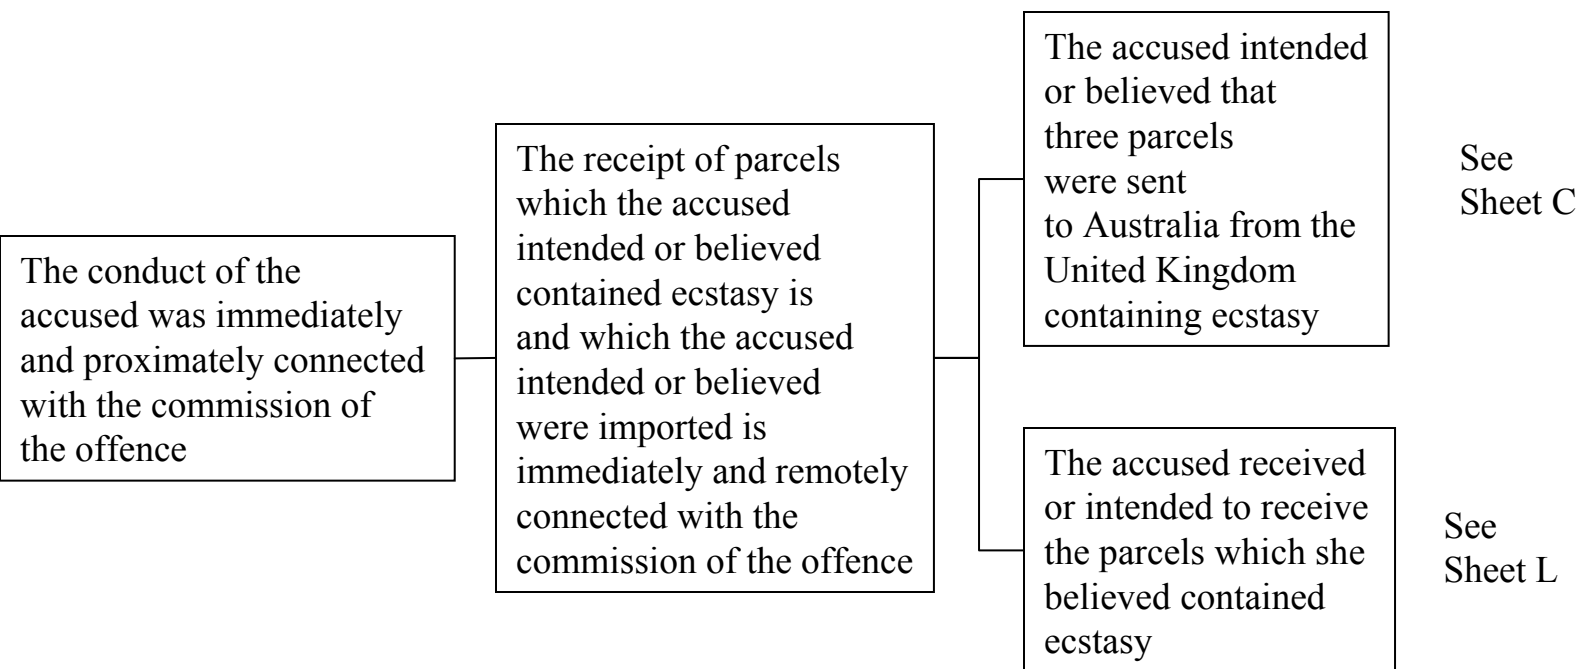 The conduct of the
accused was immediately
and proximately connected
with the commission of
the offence
The receipt of parcels
which the accused
intended or believed
contained ecstasy is
and which the accused
intended or believed
were imported is
immediately and remotely
connected with the
commission of the offence
The accused intended
or believed that
three parcels
were sent
to Australia from the
United Kingdom
containing ecstasy
See
Sheet C
The accused received
or intended to receive
the parcels which she
believed contained
ecstasy
See
Sheet L